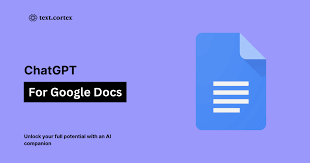 text.cortex
ChatGPT
For Google Docs
Unlock your full potential with an AI
companion